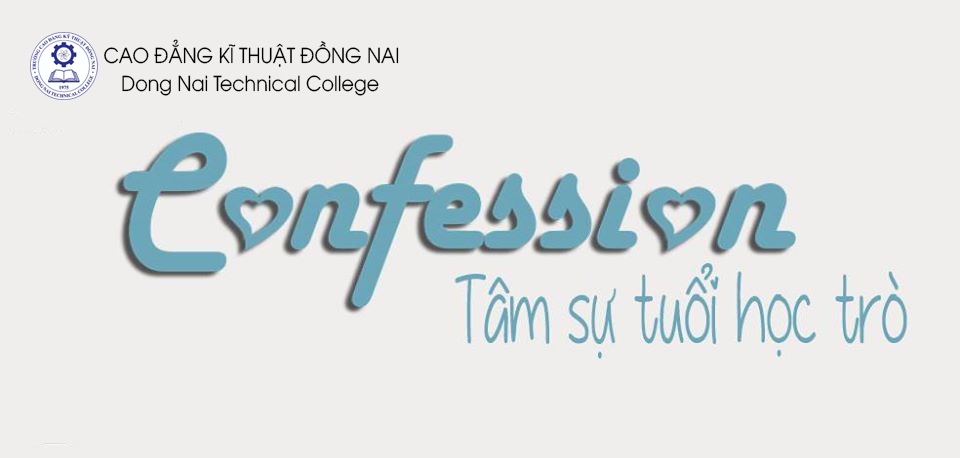 CAO ĐẲNG KĨ THUẬT ĐỒNG NAI
Dong Nai Technical College
TRƯỜNG CAO ĐẲNG KỸ THUẬT ĐỒNG NAI
DONG NAI TECHNICAL COLLEGE
1975
Confession
Tâm sự tuổi học trò